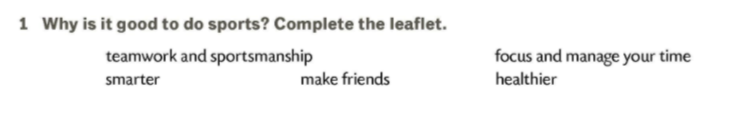 1 Why is it good to do sports? Complete the leaflet.
teamwork and sportsmanship focus and manage your time
smarter make friends healthier